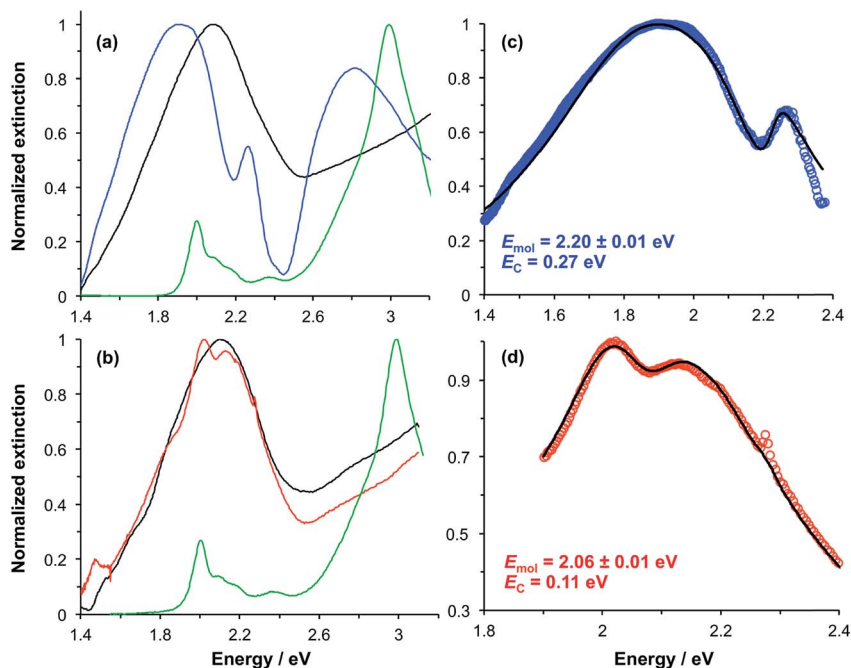 (a)
Normalized extinction
1
0.8
0.6
0.4
0.2
0
1.4 1.8 2.2 2.6 3
(b)
Normalized extinction
1
0.8
0.6
0.4
0.2
0
1.4 1.8 2.2 2.6 3
Energy / eV
(c)
1
0.8
0.6
0.4
0.2
0
E_mol = 2.20 ± 0.01 eV
E_C = 0.27 eV
1.4 1.6 1.8 2 2.2 2.4
(d)
0.9
0.7
0.5
0.3
E_mol = 2.06 ± 0.01 eV
E_C = 0.11 eV
1.8 2 2.2 2.4
Energy / eV